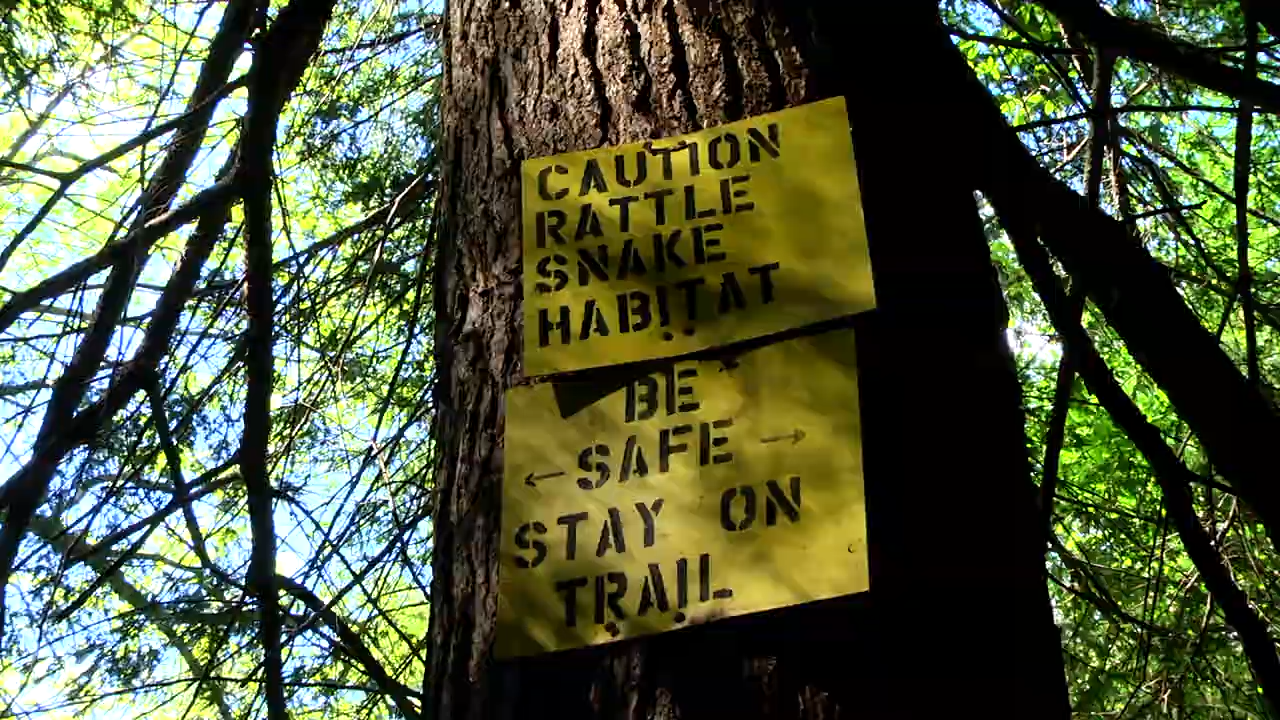 CAUTION
RATTLE
SNAKE
HABITAT
BE
← SAFE →
STAY ON
TRAIL